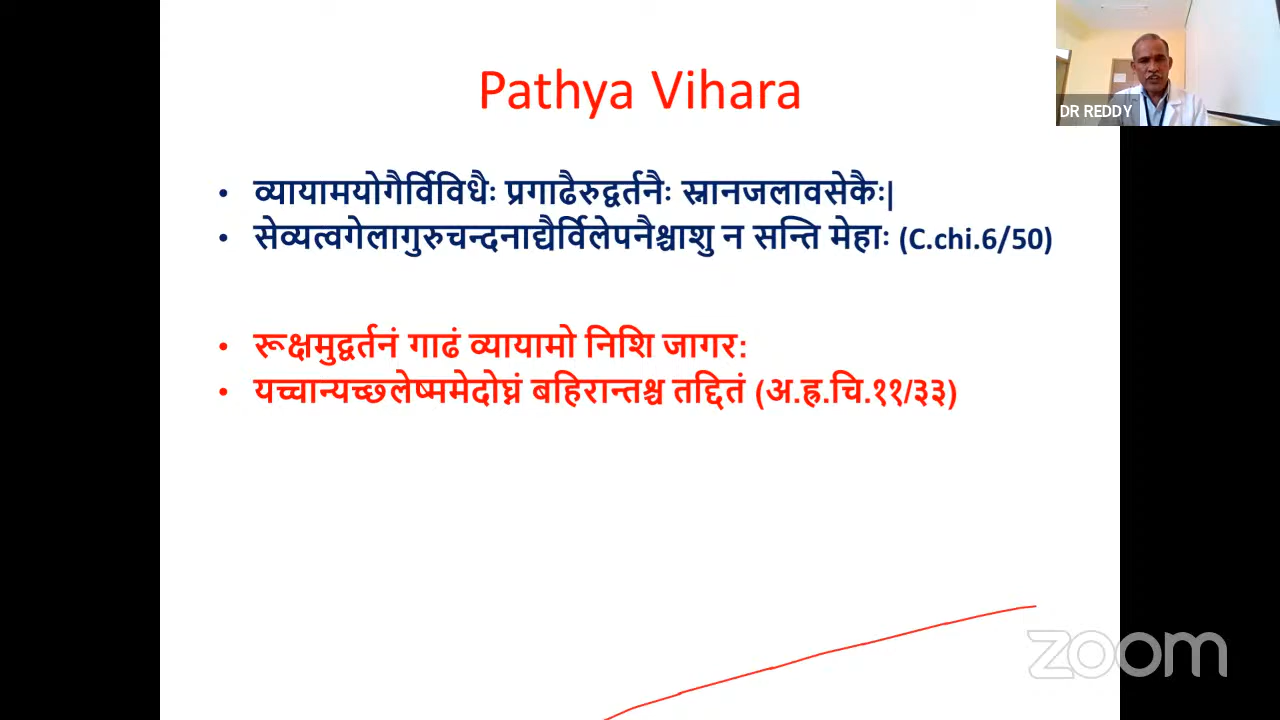 Pathya Vihara
DR REDDY
• व्यायामयोगैर्विविधैः प्रगाढैरुद्वर्तनैः स्नानजलावसेकैः|
• सेव्यत्वगेलागुरुचन्दनाद्यैर्विलेपनैश्चाशु न सन्ति मेहाः (C.chi.6/50)
• रूक्षमुद्वर्तनं गाढं व्यायामो निशि जागर:
• यच्चान्यच्छलेष्ममेदोघ्नं बहिरान्तश्च तद्दितं (अ.ह्र.चि.११/३३)
zoom